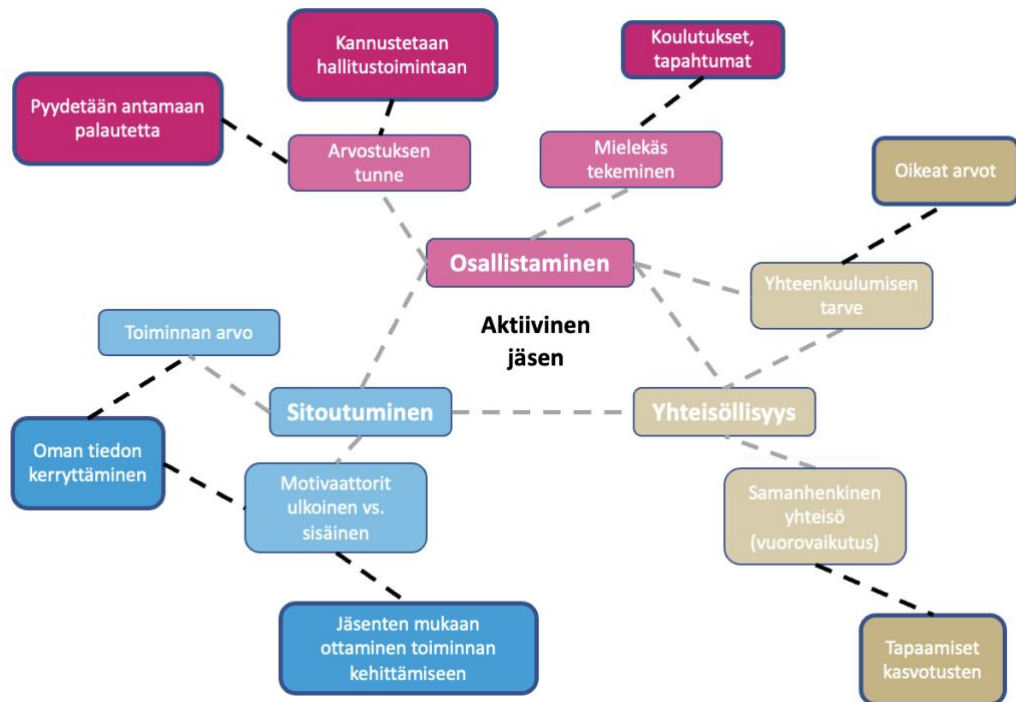 Kannustetaan
hallitustoimintaan
Koulutukset,
tapahtumat
Pyydetään antamaan
palautetta
Arvostuksen
tunne
Mielekäs
tekeminen
Oikeat arvot
Osallistaminen
Yhteenkuulumisen
tarve
Aktiivinen
jäsen
Toiminnan arvo
Sitoutuminen
Yhteisöllisyys
Oman tiedon
kerryttäminen
Motivaattorit
ulkoinen vs.
sisäinen
Samanhenkinen
yhteisö
(vuorovaikutus)
Jäsenten mukaan
ottaminen toiminnan
kehittämiseen
Tapaamiset
kasvotusten